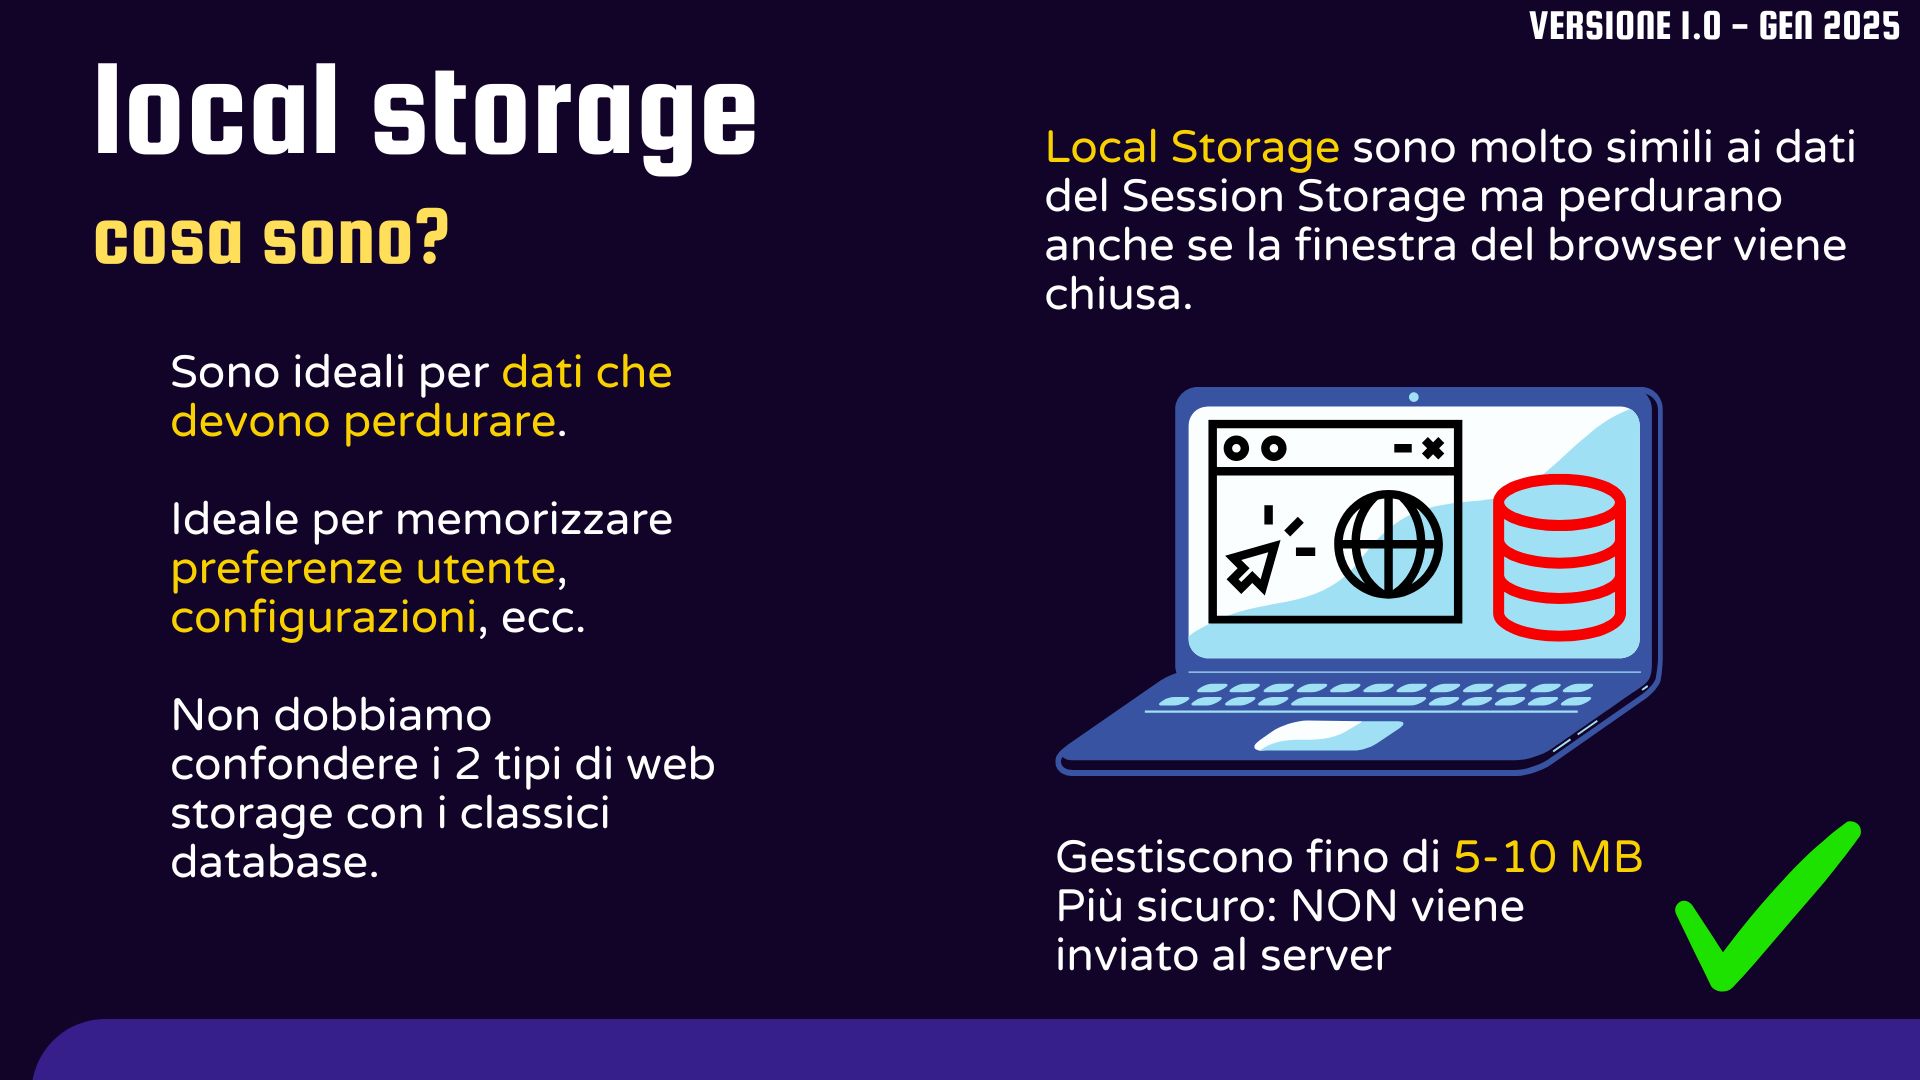 VERSIONE 1.0 - GEN 2025
local storage
cosa sono?
Sono ideali per dati che
devono perdurare.
Ideale per memorizzare
preferenze utente,
configurazioni, ecc.
Non dobbiamo
confondere i 2 tipi di web
storage con i classici
database.
Local Storage sono molto simili ai dati
del Session Storage ma perdurano
anche se la finestra del browser viene
chiusa.
Gestiscono fino di 5-10 MB
Più sicuro: NON viene
inviato al server